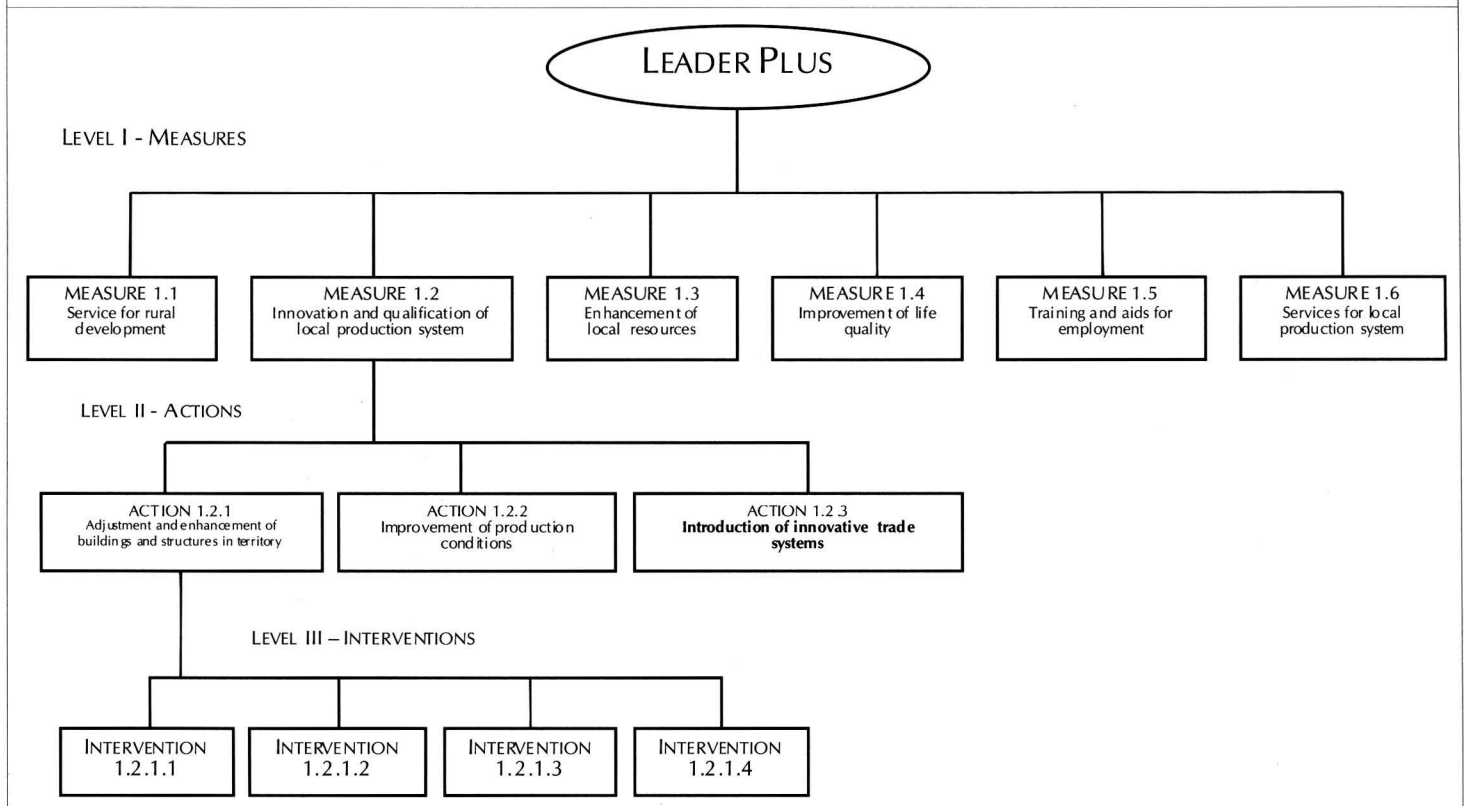 LEADER PLUS
LEVEL I - MEASURES
MEASURE 1.1
Service for rural
development
MEASURE 1.2
Innovation and qualification of
local production system
MEASURE 1.3
Enhancement of
local resources
MEASURE 1.4
Improvement of life
quality
MEASURE 1.5
Training and aids for
employment
MEASURE 1.6
Services for local
production system
LEVEL II - ACTIONS
ACTION 1.2.1
Adjustment and enhancement of
buildings and structures in territory
ACTION 1.2.2
Improvement of production
conditions
ACTION 1.2.3
Introduction of innovative trade
systems
LEVEL III – INTERVENTIONS
INTERVENTION
1.2.1.1
INTERVENTION
1.2.1.2
INTERVENTION
1.2.1.3
INTERVENTION
1.2.1.4